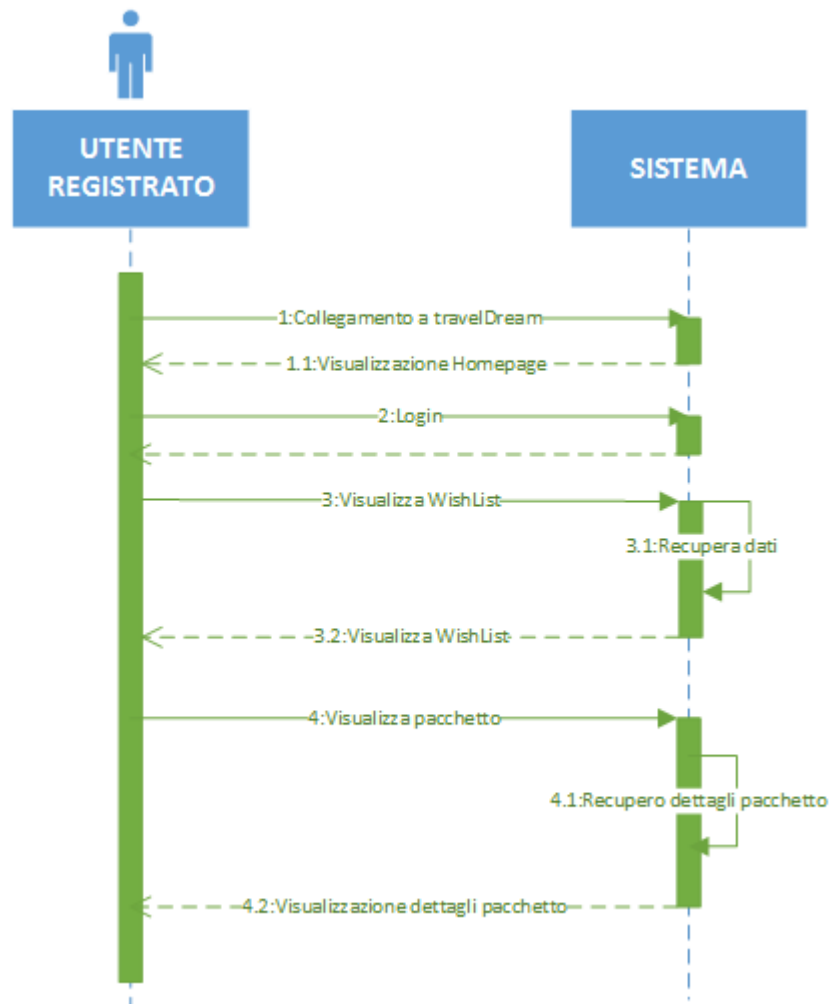 UTENTE
REGISTRATO
SISTEMA
1:Collegamento a travelDream
1.1:Visualizzazione Homepage
2:Login
3:Visualizza WishList
3.1:Recupera dati
3.2:Visualizza WishList
4:Visualizza pacchetto
4.1:Recupero dettagli pacchetto
4.2:Visualizzazione dettagli pacchetto